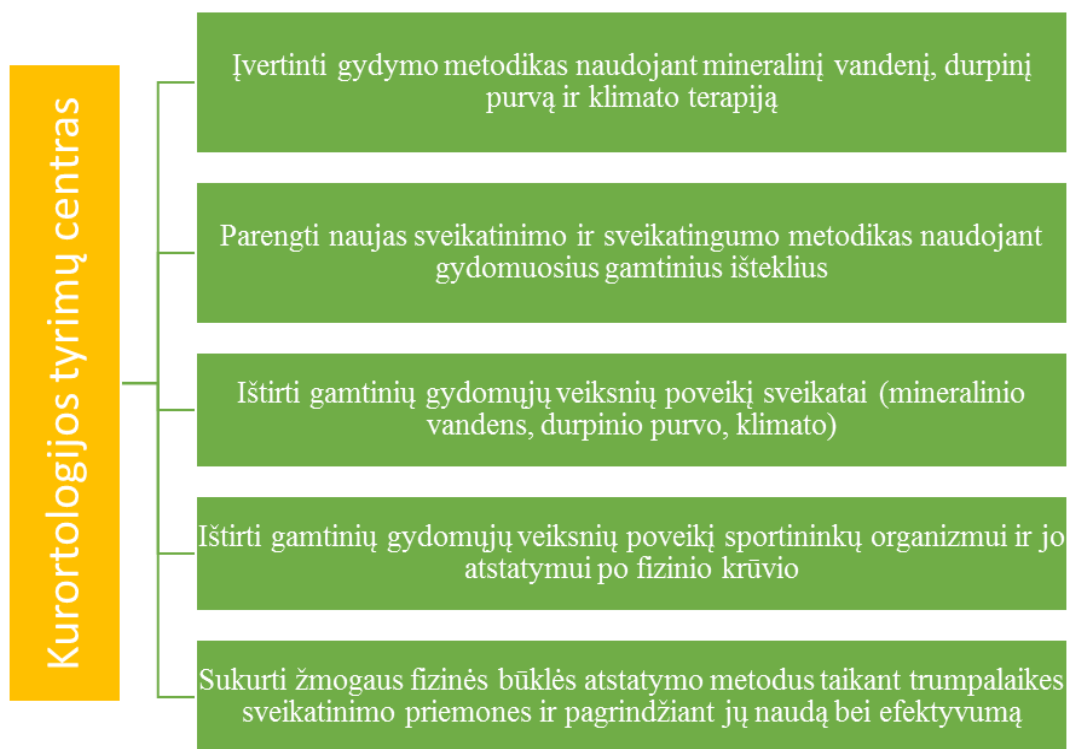 Kurortologijos tyrimų centras
Įvertinti gydymo metodikas naudojant mineralinį vandenį, durpinį
purvą ir klimato terapiją
Parengti naujas sveikatinimo ir sveikatingumo metodikas naudojant
gydomuosius gamtinius išteklius
Ištirti gamtinių gydomųjų veiksnių poveikį sveikatai (mineralinio
vandens, durpinio purvo, klimato)
Ištirti gamtinių gydomųjų veiksnių poveikį sportininkų organizmui ir jo
atstatymui po fizinio krūvio
Sukurti žmogaus fizinės būklės atstatymo metodus taikant trumpalaikes
sveikatinimo priemones ir pagrindžiant jų naudą bei efektyvumą